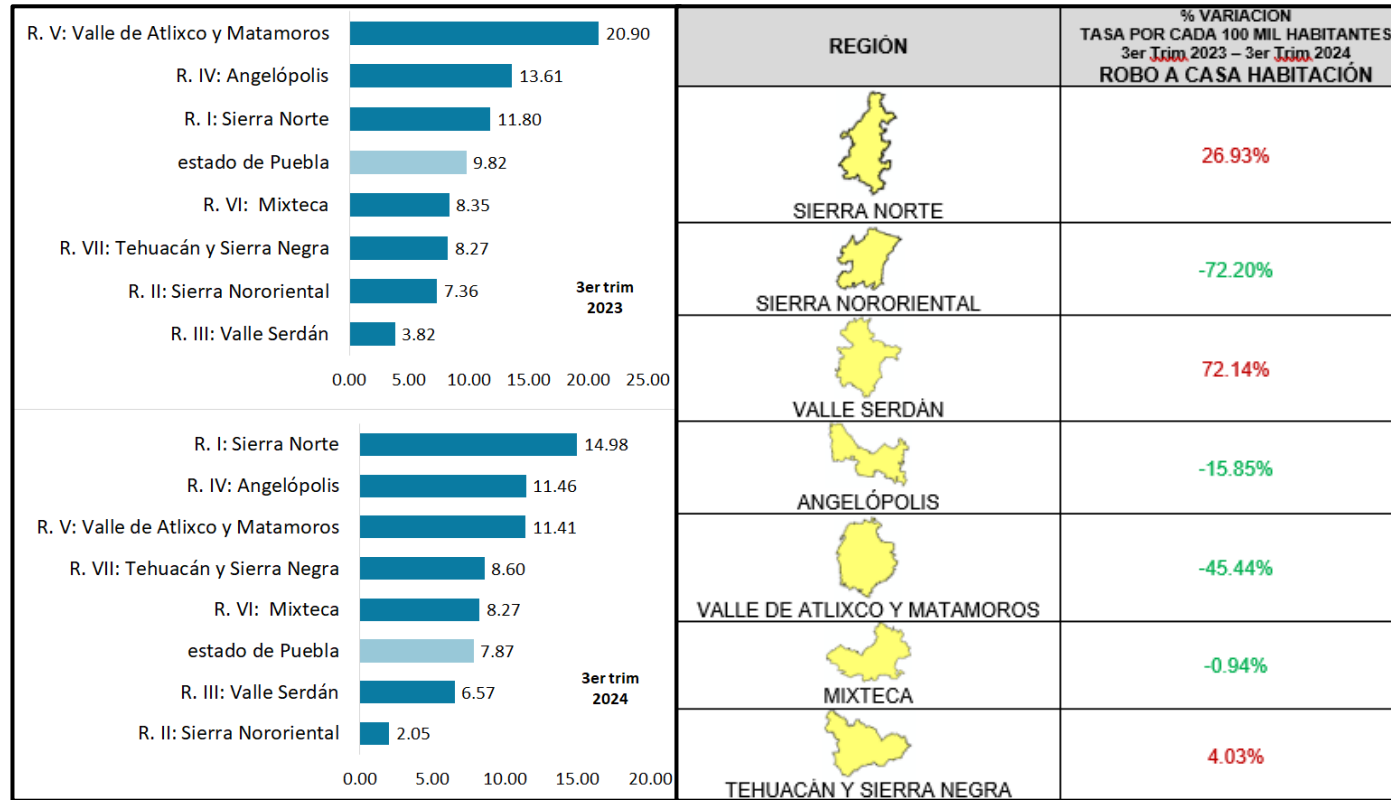 R. V: Valle de Atlixco y Matamoros 20.90
R. IV: Angelópolis 13.61
R. I: Sierra Norte 11.80
estado de Puebla 9.82
R. VI:  Mixteca 8.35
R. VII: Tehuacán y Sierra Negra 8.27
R. II: Sierra Nororiental 7.36
R. III: Valle Serdán 3.82
3er trim
2023
0.00 5.00 10.00 15.00 20.00 25.00
R. I: Sierra Norte 14.98
R. IV: Angelópolis 11.46
R. V: Valle de Atlixco y Matamoros 11.41
R. VII: Tehuacán y Sierra Negra 8.60
R. VI:  Mixteca 8.27
estado de Puebla 7.87
R. III: Valle Serdán 6.57
R. II: Sierra Nororiental 2.05
3er trim
2024
0.00 5.00 10.00 15.00 20.00
REGIÓN
% VARIACION
TASA POR CADA 100 MIL HABITANTES
3er Trim 2023 – 3er Trim 2024
ROBO A CASA HABITACIÓN
SIERRA NORTE
26.93%
SIERRA NORORIENTAL
-72.20%
VALLE SERDÁN
72.14%
ANGELÓPOLIS
-15.85%
VALLE DE ATLIXCO Y MATAMOROS
-45.44%
MIXTECA
-0.94%
TEHUACÁN Y SIERRA NEGRA
4.03%